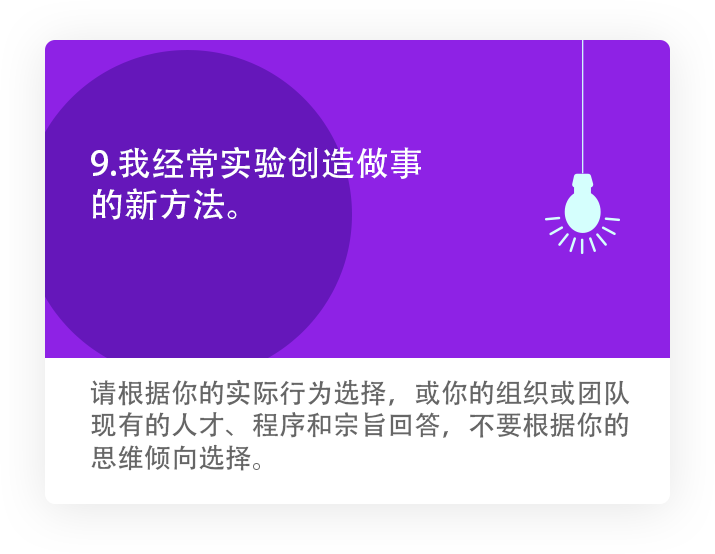 9.我经常实验创造做事
的新方法。
请根据你的实际行为选择，或你的组织或团队
现有的人才、程序和宗旨回答，不要根据你的
思维倾向选择。